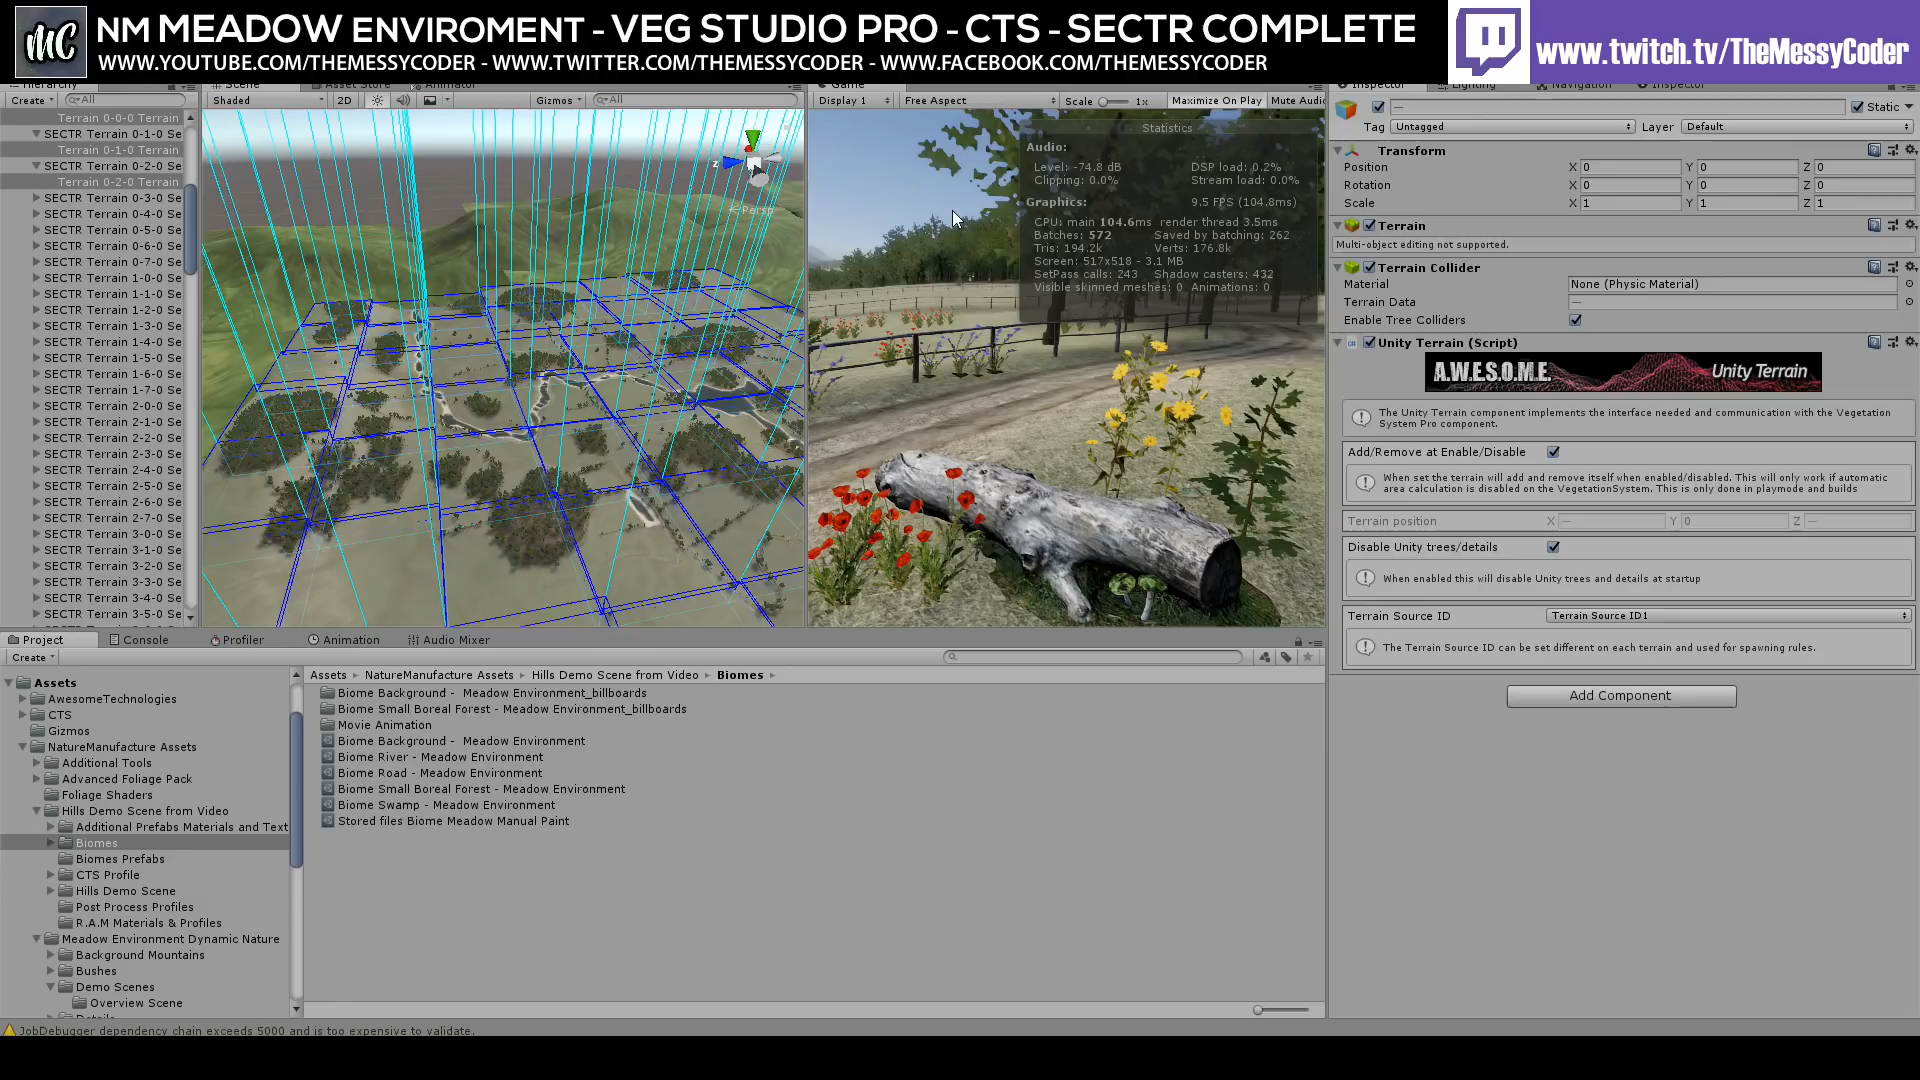 MC
NM MEADOW ENVIROMENT - VEG STUDIO PRO - CTS - SECTR COMPLETE
WWW.YOUTUBE.COM/THEMESSYCODER - WWW.TWITTER.COM/THEMESSYCODER - WWW.FACEBOOK.COM/THEMESSYCODER
www.twitch.tv/TheMessyCoder
Hierarchy
Create
All
Terrain 0-0-0 Terrain
SECTR Terrain 0-1-0 Se
Terrain 0-1-0 Terrain
SECTR Terrain 0-2-0 Se
Terrain 0-2-0 Terrain
SECTR Terrain 0-3-0 Se
SECTR Terrain 0-4-0 Se
SECTR Terrain 0-5-0 Se
SECTR Terrain 0-6-0 Se
SECTR Terrain 0-7-0 Se
SECTR Terrain 1-0-0 Se
SECTR Terrain 1-1-0 Se
SECTR Terrain 1-2-0 Se
SECTR Terrain 1-3-0 Se
SECTR Terrain 1-4-0 Se
SECTR Terrain 1-5-0 Se
SECTR Terrain 1-6-0 Se
SECTR Terrain 1-7-0 Se
SECTR Terrain 2-0-0 Se
SECTR Terrain 2-1-0 Se
SECTR Terrain 2-2-0 Se
SECTR Terrain 2-3-0 Se
SECTR Terrain 2-4-0 Se
SECTR Terrain 2-5-0 Se
SECTR Terrain 2-6-0 Se
SECTR Terrain 2-7-0 Se
SECTR Terrain 3-0-0 Se
SECTR Terrain 3-1-0 Se
SECTR Terrain 3-2-0 Se
SECTR Terrain 3-3-0 Se
SECTR Terrain 3-4-0 Se
SECTR Terrain 3-5-0 Se
Scene Asset Store Animator
Shaded 2D Gizmos All
z
Persp
Game
Display 1 Free Aspect Scale 1x Maximize On Play Mute Audio
Statistics
Audio:
Level: -74.8 dB DSP load: 0.2%
Clipping: 0.0% Stream load: 0.0%
Graphics: 9.5 FPS (104.8ms)
CPU: main 104.6ms render thread 3.5ms
Batches: 572 Saved by batching: 262
Tris: 194.2k Verts: 176.8k
Screen: 517x518 - 3.1 MB
SetPass calls: 243 Shadow casters: 432
Visible skinned meshes: 0 Animations: 0
Inspector Lighting Navigation Inspector
— Static
Tag Untagged Layer Default
Transform
Position X 0 Y 0 Z 0
Rotation X 0 Y 0 Z 0
Scale X 1 Y 1 Z 1
Terrain
Multi-object editing not supported.
Terrain Collider
Material None (Physic Material)
Terrain Data —
Enable Tree Colliders
Unity Terrain (Script)
A.W.E.S.O.M.E. Unity Terrain
The Unity Terrain component implements the interface needed and communication with the Vegetation
System Pro component.
Add/Remove at Enable/Disable
When set the terrain will add and remove itself when enabled/disabled. This will only work if automatic
area calculation is disabled on the VegetationSystem. This is only done in playmode and builds
Terrain position X — Y 0 Z —
Disable Unity trees/details
When enabled this will disable Unity trees and details at startup
Terrain Source ID Terrain Source ID1
The Terrain Source ID can be set different on each terrain and used for spawning rules.
Add Component
Project Console Profiler Animation Audio Mixer
Create
Assets
AwesomeTechnologies
CTS
Gizmos
NatureManufacture Assets
Additional Tools
Advanced Foliage Pack
Foliage Shaders
Hills Demo Scene from Video
Additional Prefabs Materials and Text
Biomes
Biomes Prefabs
CTS Profile
Hills Demo Scene
Post Process Profiles
R.A.M Materials & Profiles
Meadow Environment Dynamic Nature
Background Mountains
Bushes
Demo Scenes
Overview Scene
Details
Assets NatureManufacture Assets Hills Demo Scene from Video Biomes
Biome Background - Meadow Environment_billboards
Biome Small Boreal Forest - Meadow Environment_billboards
Movie Animation
Biome Background - Meadow Environment
Biome River - Meadow Environment
Biome Road - Meadow Environment
Biome Small Boreal Forest - Meadow Environment
Biome Swamp - Meadow Environment
Stored files Biome Meadow Manual Paint
JobDebugger dependency chain exceeds 5000 and is too expensive to validate.